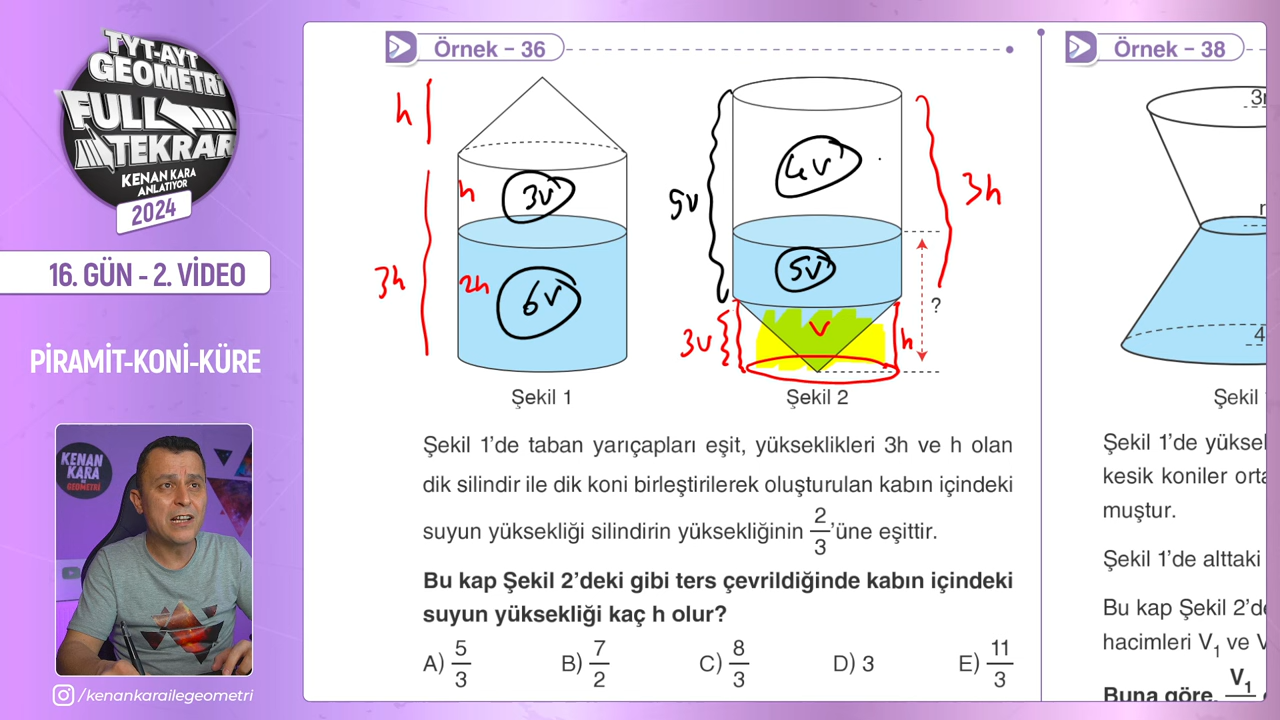 TYT-AYT
GEOMETRİ
FULL
TEKRAR
KENAN KARA
ANLATIYOR
2024
16. GÜN - 2. VİDEO
PİRAMİT-KONİ-KÜRE
KENAN
KARA
GEOMETRİ
/kenankarailegeometri
Örnek – 36
h
3h
h
2h
3V
6V
Şekil 1
5V
4V
5V
3V
V
h
3h
?
Şekil 2
Şekil 1'de taban yarıçapları eşit, yükseklikleri 3h ve h olan
dik silindir ile dik koni birleştirilerek oluşturulan kabın içindeki
suyun yüksekliği silindirin yüksekliğinin 2/3'üne eşittir.
Bu kap Şekil 2'deki gibi ters çevrildiğinde kabın içindeki
suyun yüksekliği kaç h olur?
A) 5/3 B) 7/2 C) 8/3 D) 3 E) 11/3
Örnek – 38
3r
r
4
Şekil
Şekil 1'de yüksel
kesik koniler orta
muştur.
Şekil 1'de alttaki
Bu kap Şekil 2'de
hacimleri V₁ ve V
Buna göre, V₁